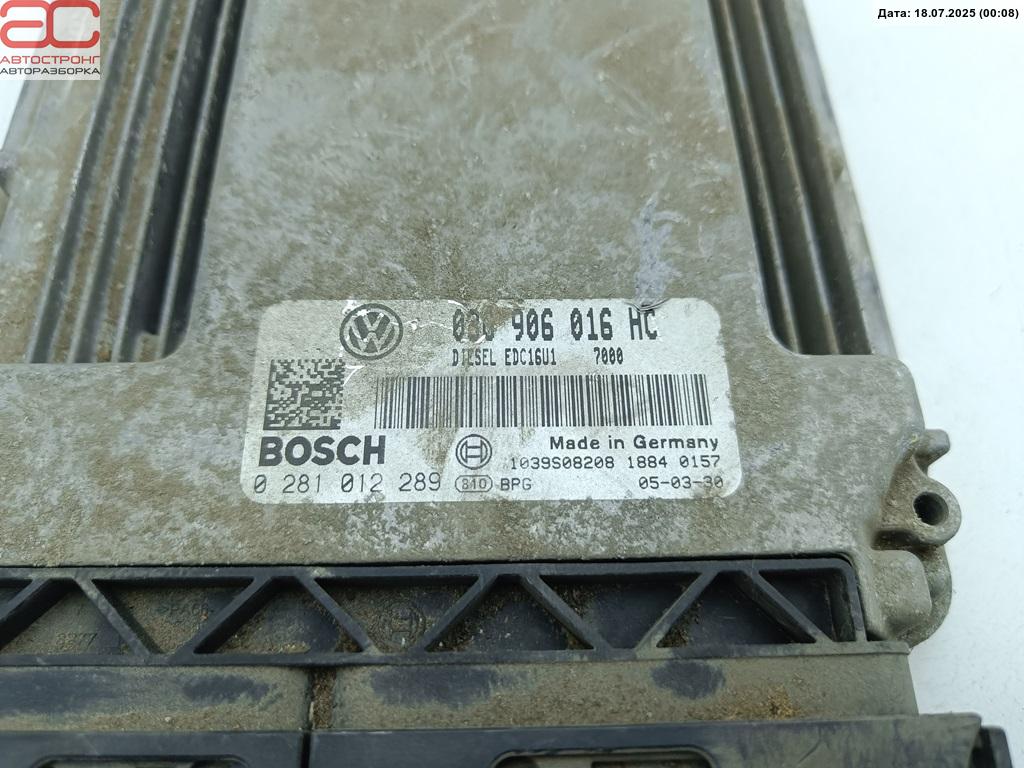 АС
АВТОСТРОНГ
АВТОРАЗБОРКА
Дата: 18.07.2025 (00:08)
906 016 HC
DIESEL EDC16U1 7000
BOSCH
Made in Germany
1039S08208 1884 0157
0 281 012 289 810 BPG 05-03-30